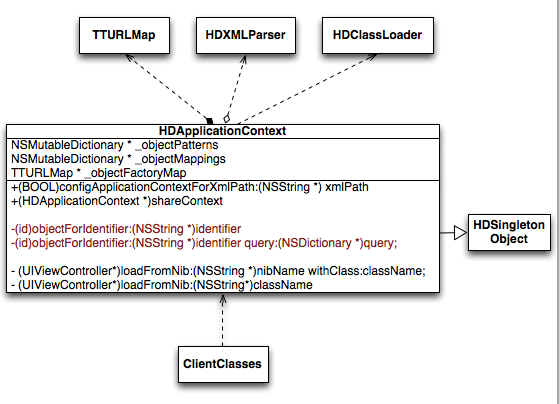 TTURLMap
HDXMLParser
HDClassLoader
HDApplicationContext
NSMutableDictionary * _objectPatterns
NSMutableDictionary * _objectMappings
TTURLMap * _objectFactoryMap
+(BOOL)configApplicationContextForXmlPath:(NSString *) xmlPath
+(HDApplicationContext *)shareContext
-(id)objectForIdentifier:(NSString *)identifier
-(id)objectForIdentifier:(NSString *)identifier query:(NSDictionary *)query;
- (UIViewController*)loadFromNib:(NSString *)nibName withClass:className;
- (UIViewController*)loadFromNib:(NSString*)className
HDSingleton
Object
ClientClasses